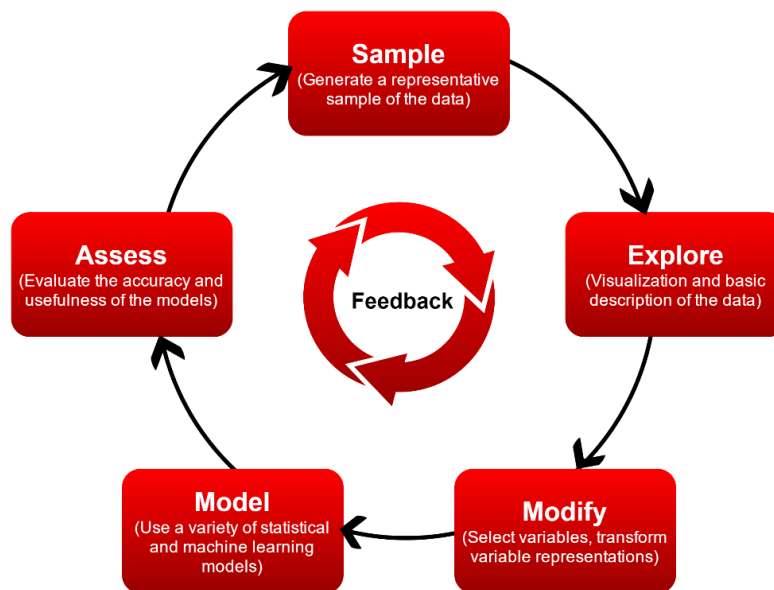 Sample
(Generate a representative
sample of the data)
Explore
(Visualization and basic
description of the data)
Modify
(Select variables, transform
variable representations)
Model
(Use a variety of statistical
and machine learning
models)
Assess
(Evaluate the accuracy and
usefulness of the models)
Feedback